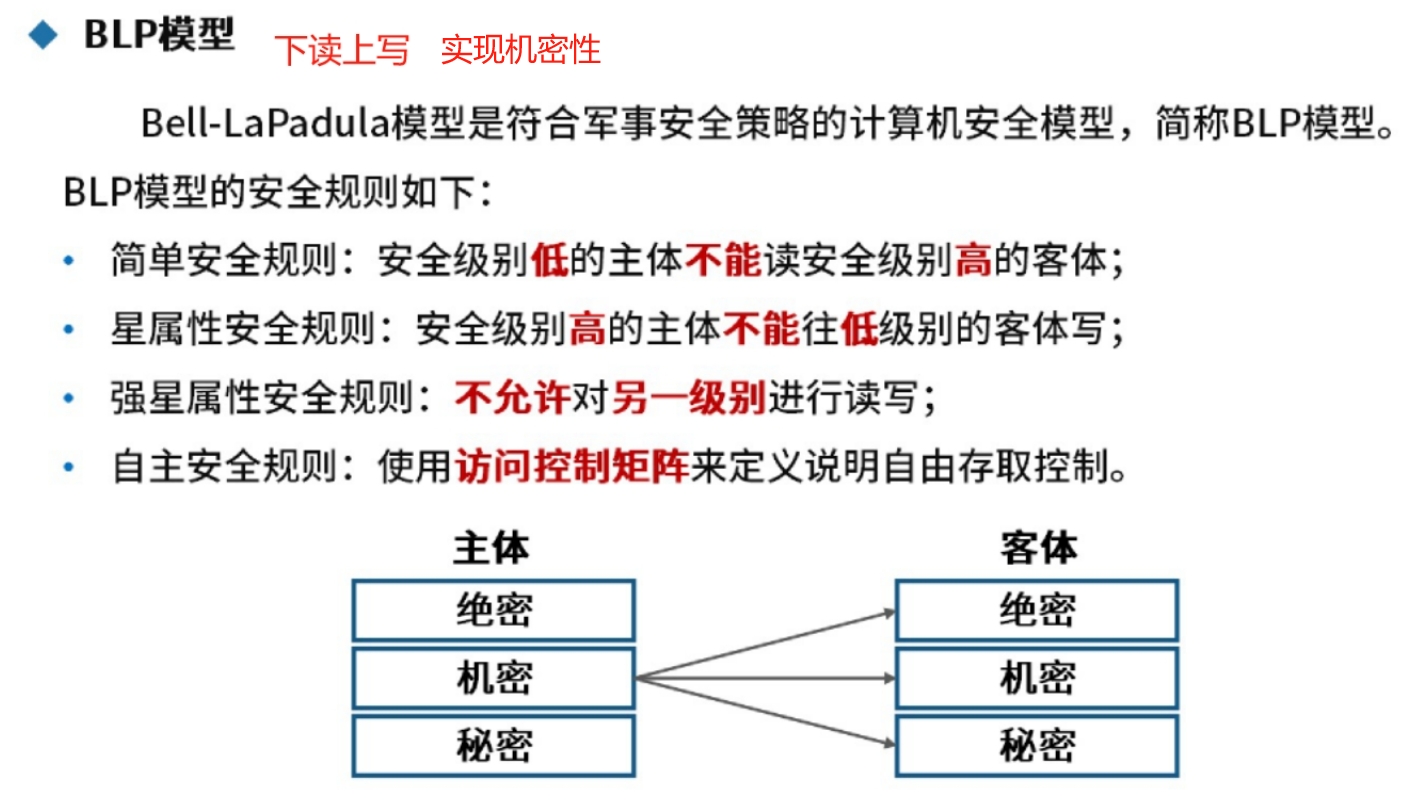 BLP模型 下读上写 实现机密性
Bell-LaPadula模型是符合军事安全策略的计算机安全模型，简称BLP模型。
BLP模型的安全规则如下：
• 简单安全规则：安全级别低的主体不能读安全级别高的客体；
• 星属性安全规则：安全级别高的主体不能往低级别的客体写；
• 强星属性安全规则：不允许对另一级别进行读写；
• 自主安全规则：使用访问控制矩阵来定义说明自由存取控制。
主体 客体
绝密 绝密
机密 机密
秘密 秘密